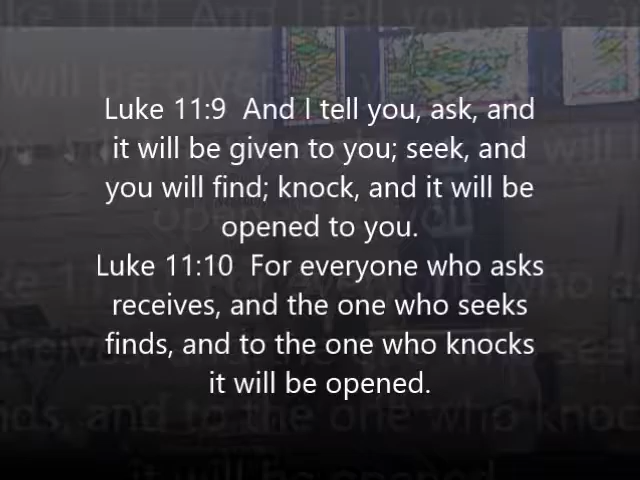 Luke 11:9  And I tell you, ask, and
it will be given to you; seek, and
you will find; knock, and it will be
opened to you.
Luke 11:10  For everyone who asks
receives, and the one who seeks
finds, and to the one who knocks
it will be opened.